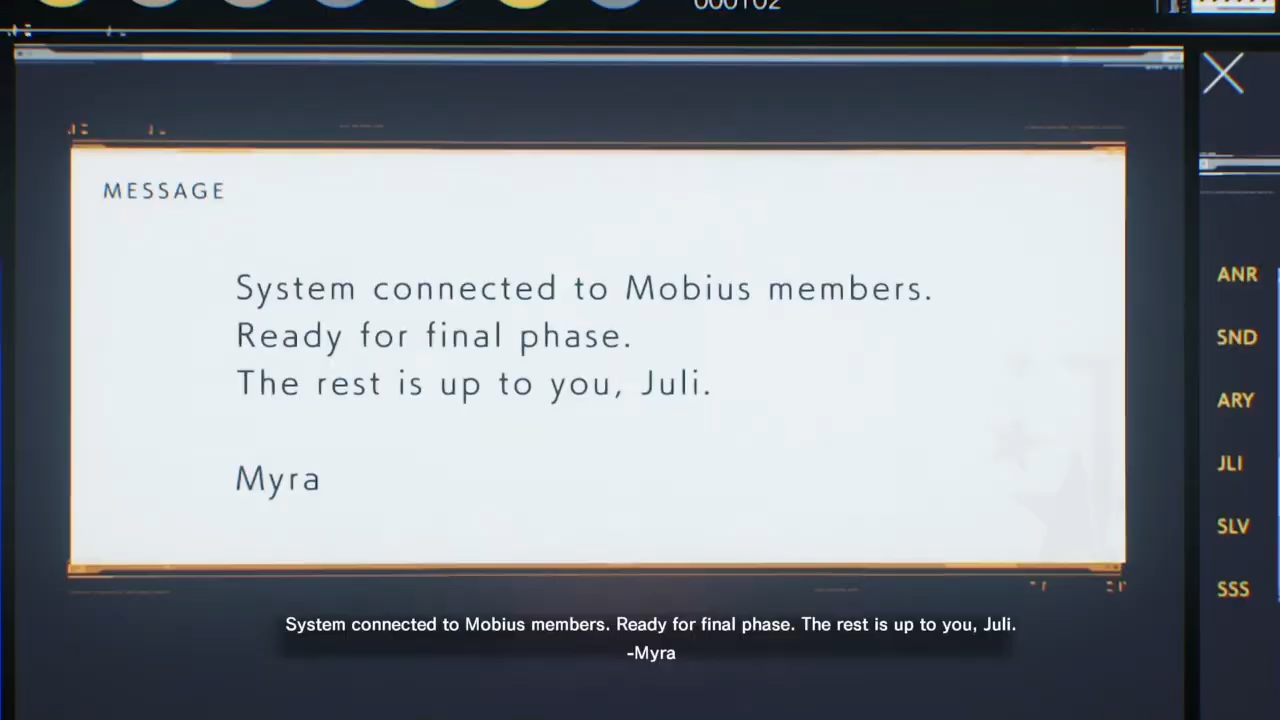 000102
MESSAGE
System connected to Mobius members.
Ready for final phase.
The rest is up to you, Juli.
Myra
ANR
SND
ARY
JLI
SLV
SSS
System connected to Mobius members. Ready for final phase. The rest is up to you, Juli.
-Myra